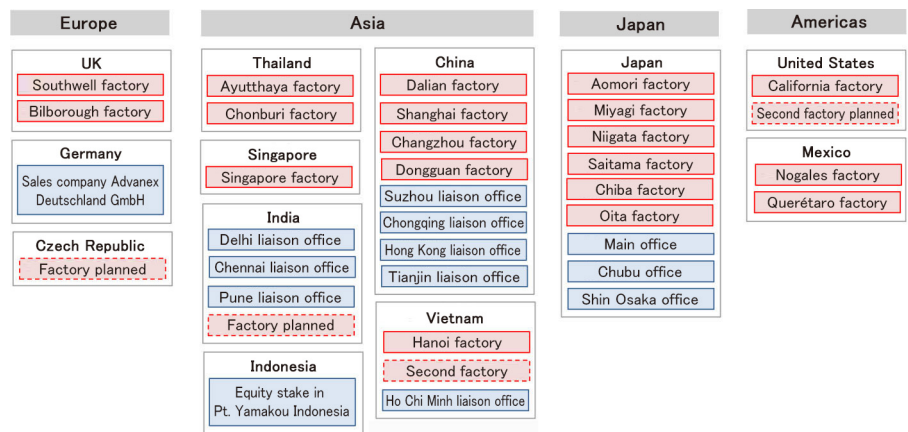 Europe
UK
Southwell factory
Bilborough factory
Germany
Sales company Advanex
Deutschland GmbH
Czech Republic
Factory planned
Asia
Thailand
Ayutthaya factory
Chonburi factory
Singapore
Singapore factory
India
Delhi liaison office
Chennai liaison office
Pune liaison office
Factory planned
Indonesia
Equity stake in
Pt. Yamakou Indonesia
China
Dalian factory
Shanghai factory
Changzhou factory
Dongguan factory
Suzhou liaison office
Chongqing liaison office
Hong Kong liaison office
Tianjin liaison office
Vietnam
Hanoi factory
Second factory
Ho Chi Minh liaison office
Japan
Japan
Aomori factory
Miyagi factory
Niigata factory
Saitama factory
Chiba factory
Oita factory
Main office
Chubu office
Shin Osaka office
Americas
United States
California factory
Second factory planned
Mexico
Nogales factory
Querétaro factory